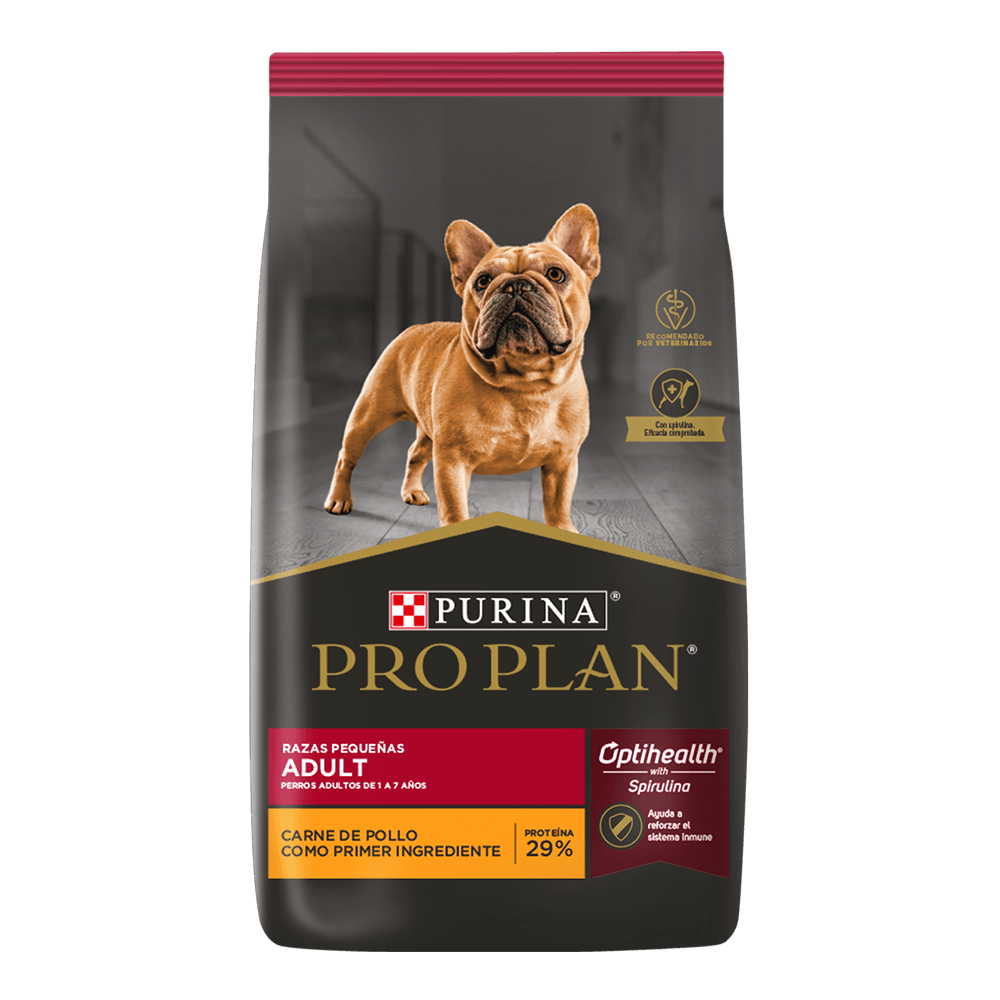 RECOMENDADO
POR VETERINARIOS
Con spirulina.
Eficacia comprobada.
PURINA®
PRO PLAN®
RAZAS PEQUEÑAS
ADULT
PERROS ADULTOS DE 1 A 7 AÑOS
CARNE DE POLLO
COMO PRIMER INGREDIENTE
PROTEÍNA
29%
Optihealth®
with
Spirulina
Ayuda a
reforzar el
sistema inmune